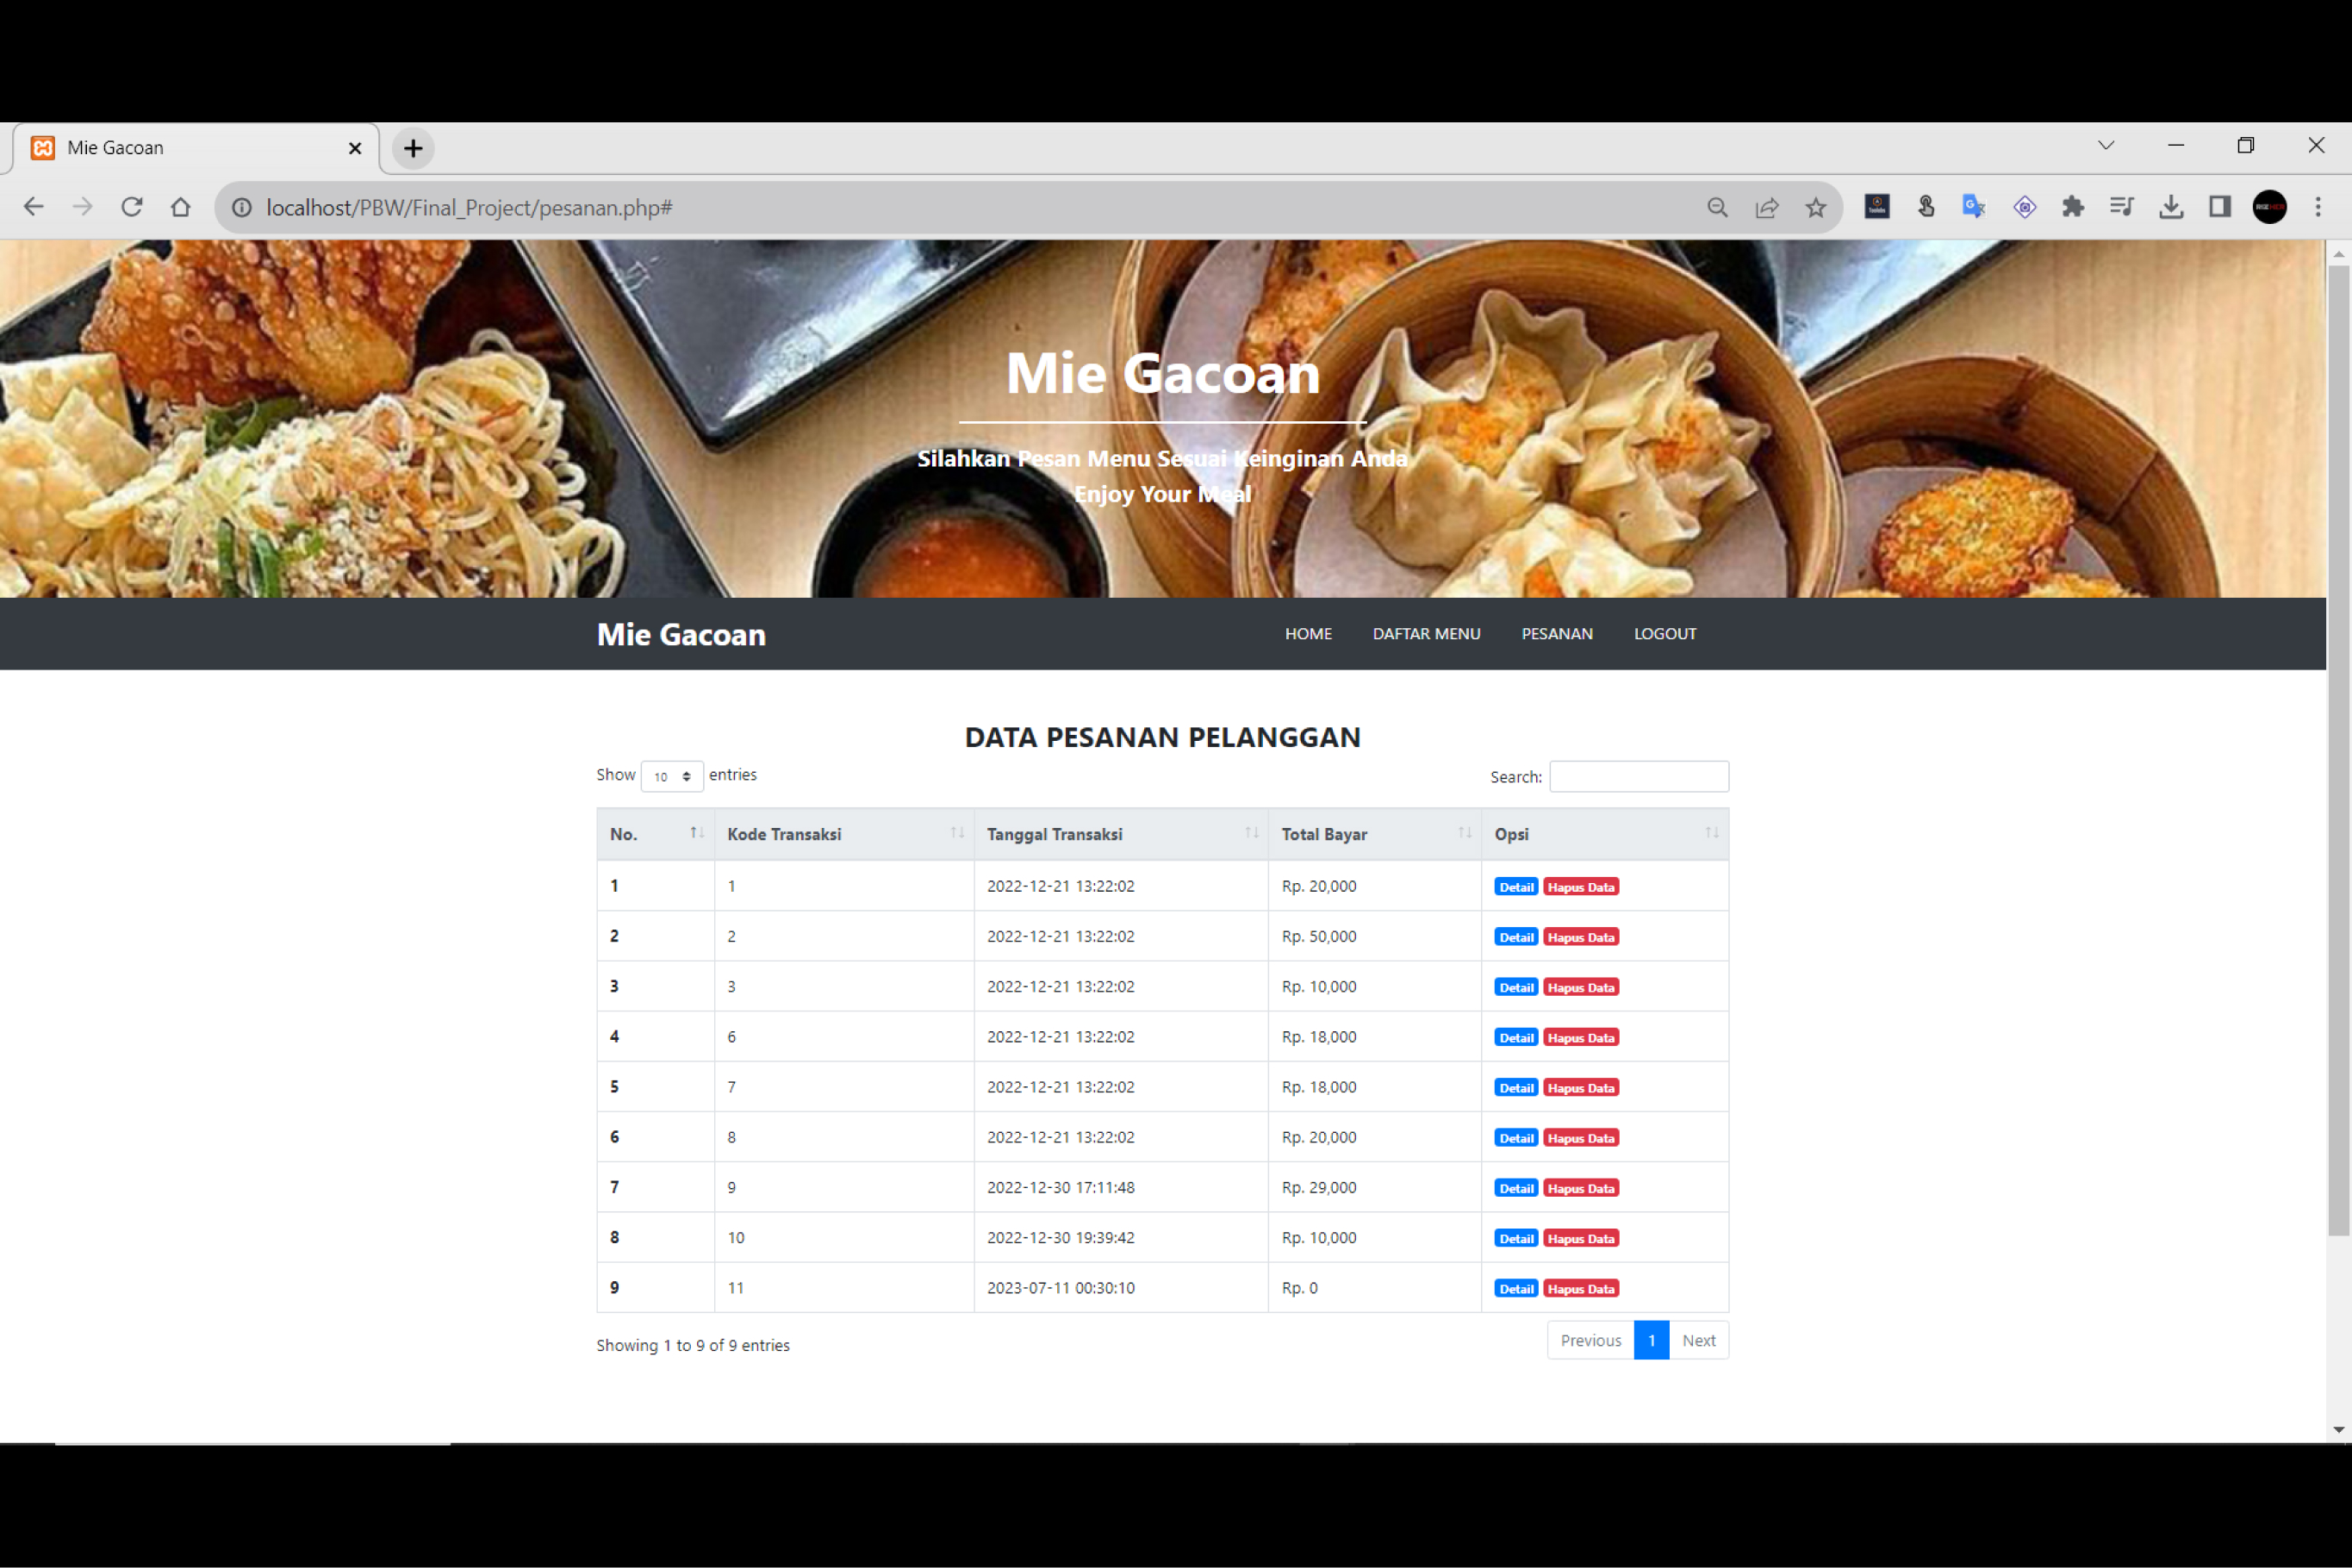 Mie Gacoan
localhost/PBW/Final_Project/pesanan.php#
Mie Gacoan
Silahkan Pesan Menu Sesuai Keinginan Anda
Enjoy Your Meal
Mie Gacoan HOME DAFTAR MENU PESANAN LOGOUT
DATA PESANAN PELANGGAN
Show 10 entries Search:
No. Kode Transaksi Tanggal Transaksi Total Bayar Opsi
1 1 2022-12-21 13:22:02 Rp. 20,000 Detail Hapus Data
2 2 2022-12-21 13:22:02 Rp. 50,000 Detail Hapus Data
3 3 2022-12-21 13:22:02 Rp. 10,000 Detail Hapus Data
4 6 2022-12-21 13:22:02 Rp. 18,000 Detail Hapus Data
5 7 2022-12-21 13:22:02 Rp. 18,000 Detail Hapus Data
6 8 2022-12-21 13:22:02 Rp. 20,000 Detail Hapus Data
7 9 2022-12-30 17:11:48 Rp. 29,000 Detail Hapus Data
8 10 2022-12-30 19:39:42 Rp. 10,000 Detail Hapus Data
9 11 2023-07-11 00:30:10 Rp. 0 Detail Hapus Data
Showing 1 to 9 of 9 entries Previous 1 Next